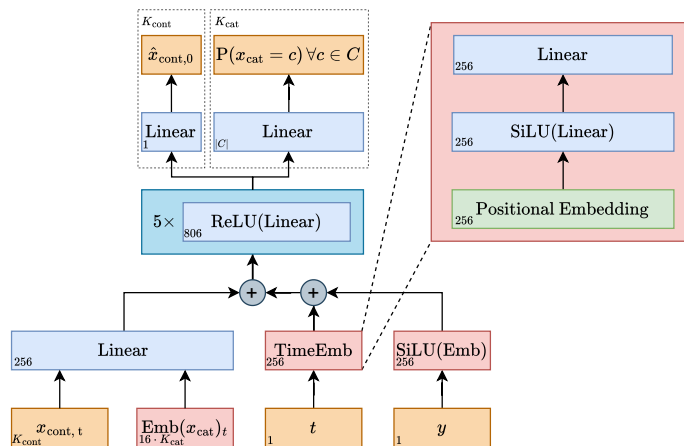 K_cont
K_cat
x̂_cont,0
P(x_cat = c) ∀c ∈ C
Linear
1
Linear
|C|
5×
ReLU(Linear)
806
+
+
Linear
256
TimeEmb
256
SiLU(Emb)
256
x_cont, t
K_cont
Emb(x_cat)_t
16 · K_cat
t
1
y
1
Linear
256
SiLU(Linear)
256
Positional Embedding
256